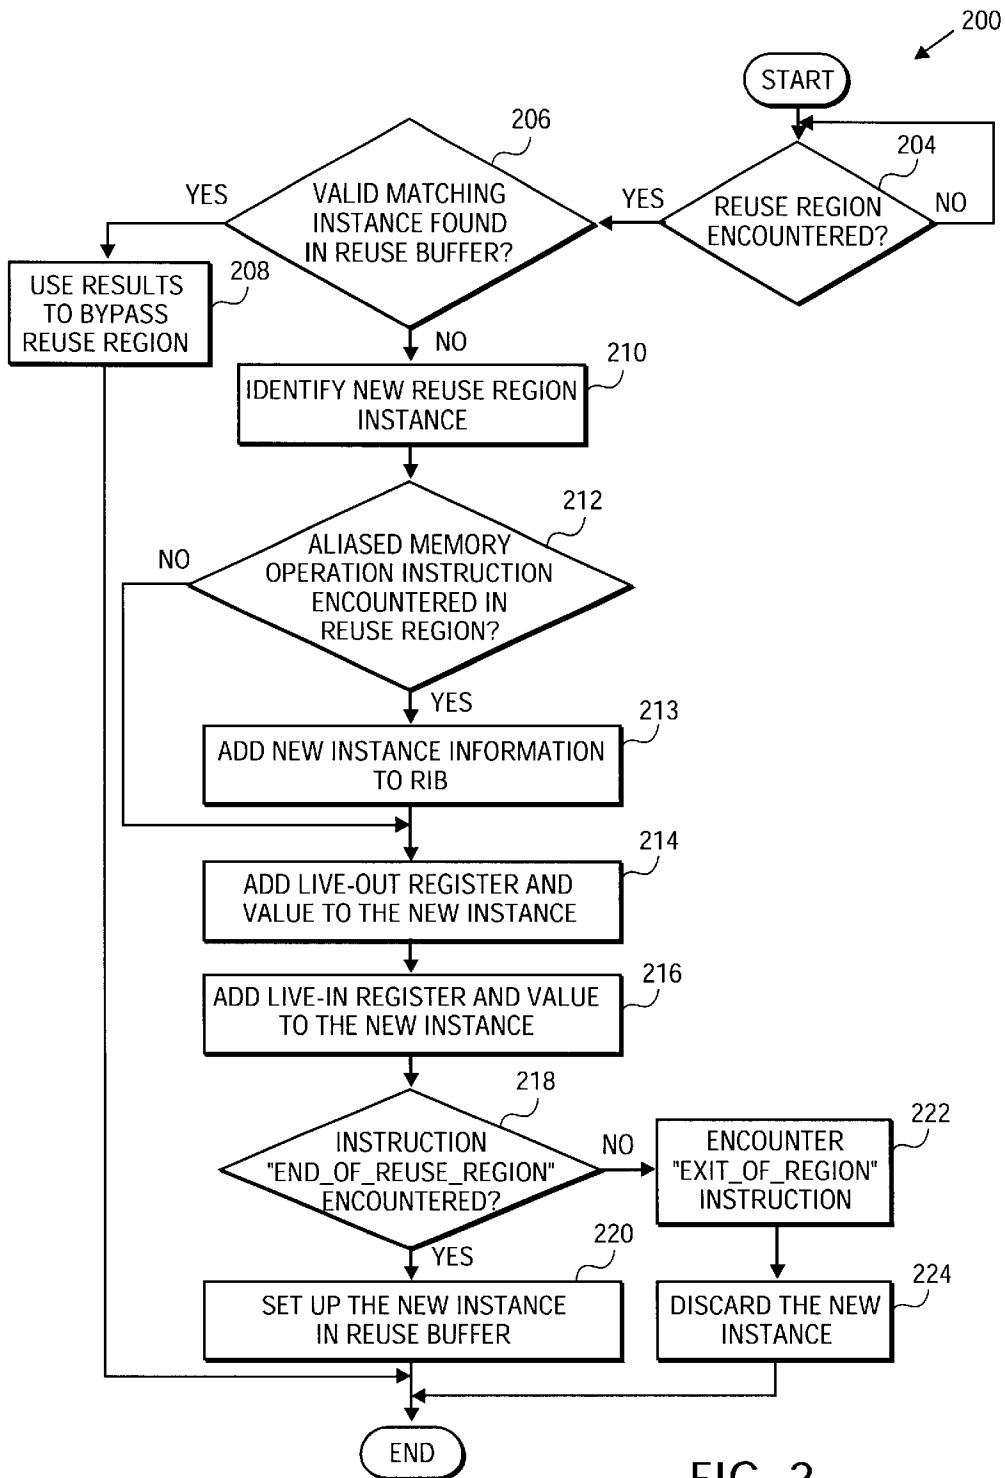 200
START
206
204
YES
VALID MATCHING
INSTANCE FOUND
IN REUSE BUFFER?
YES
REUSE REGION
ENCOUNTERED?
NO
208
USE RESULTS
TO BYPASS
REUSE REGION
NO
210
IDENTIFY NEW REUSE REGION
INSTANCE
212
NO
ALIASED MEMORY
OPERATION INSTRUCTION
ENCOUNTERED IN
REUSE REGION?
YES
213
ADD NEW INSTANCE INFORMATION
TO RIB
214
ADD LIVE-OUT REGISTER AND
VALUE TO THE NEW INSTANCE
216
ADD LIVE-IN REGISTER AND VALUE
TO THE NEW INSTANCE
218
INSTRUCTION
"END_OF_REUSE_REGION"
ENCOUNTERED?
NO
222
ENCOUNTER
"EXIT_OF_REGION"
INSTRUCTION
YES
220
SET UP THE NEW INSTANCE
IN REUSE BUFFER
224
DISCARD THE NEW
INSTANCE
END
FIG. 2